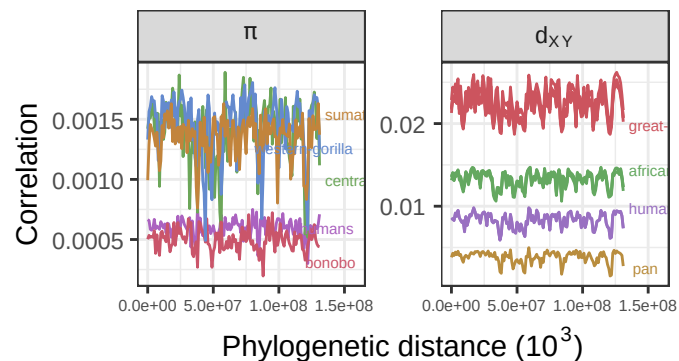 π
d X Y
Correlation
0.0015
0.0010
0.0005
sumat
western-gorilla
centra
humans
bonobo
0.02
0.01
great-
africa
huma
pan
0.0e+00 5.0e+07 1.0e+08 1.5e+08
0.0e+00 5.0e+07 1.0e+08 1.5e+08
Phylogenetic distance (10^3)